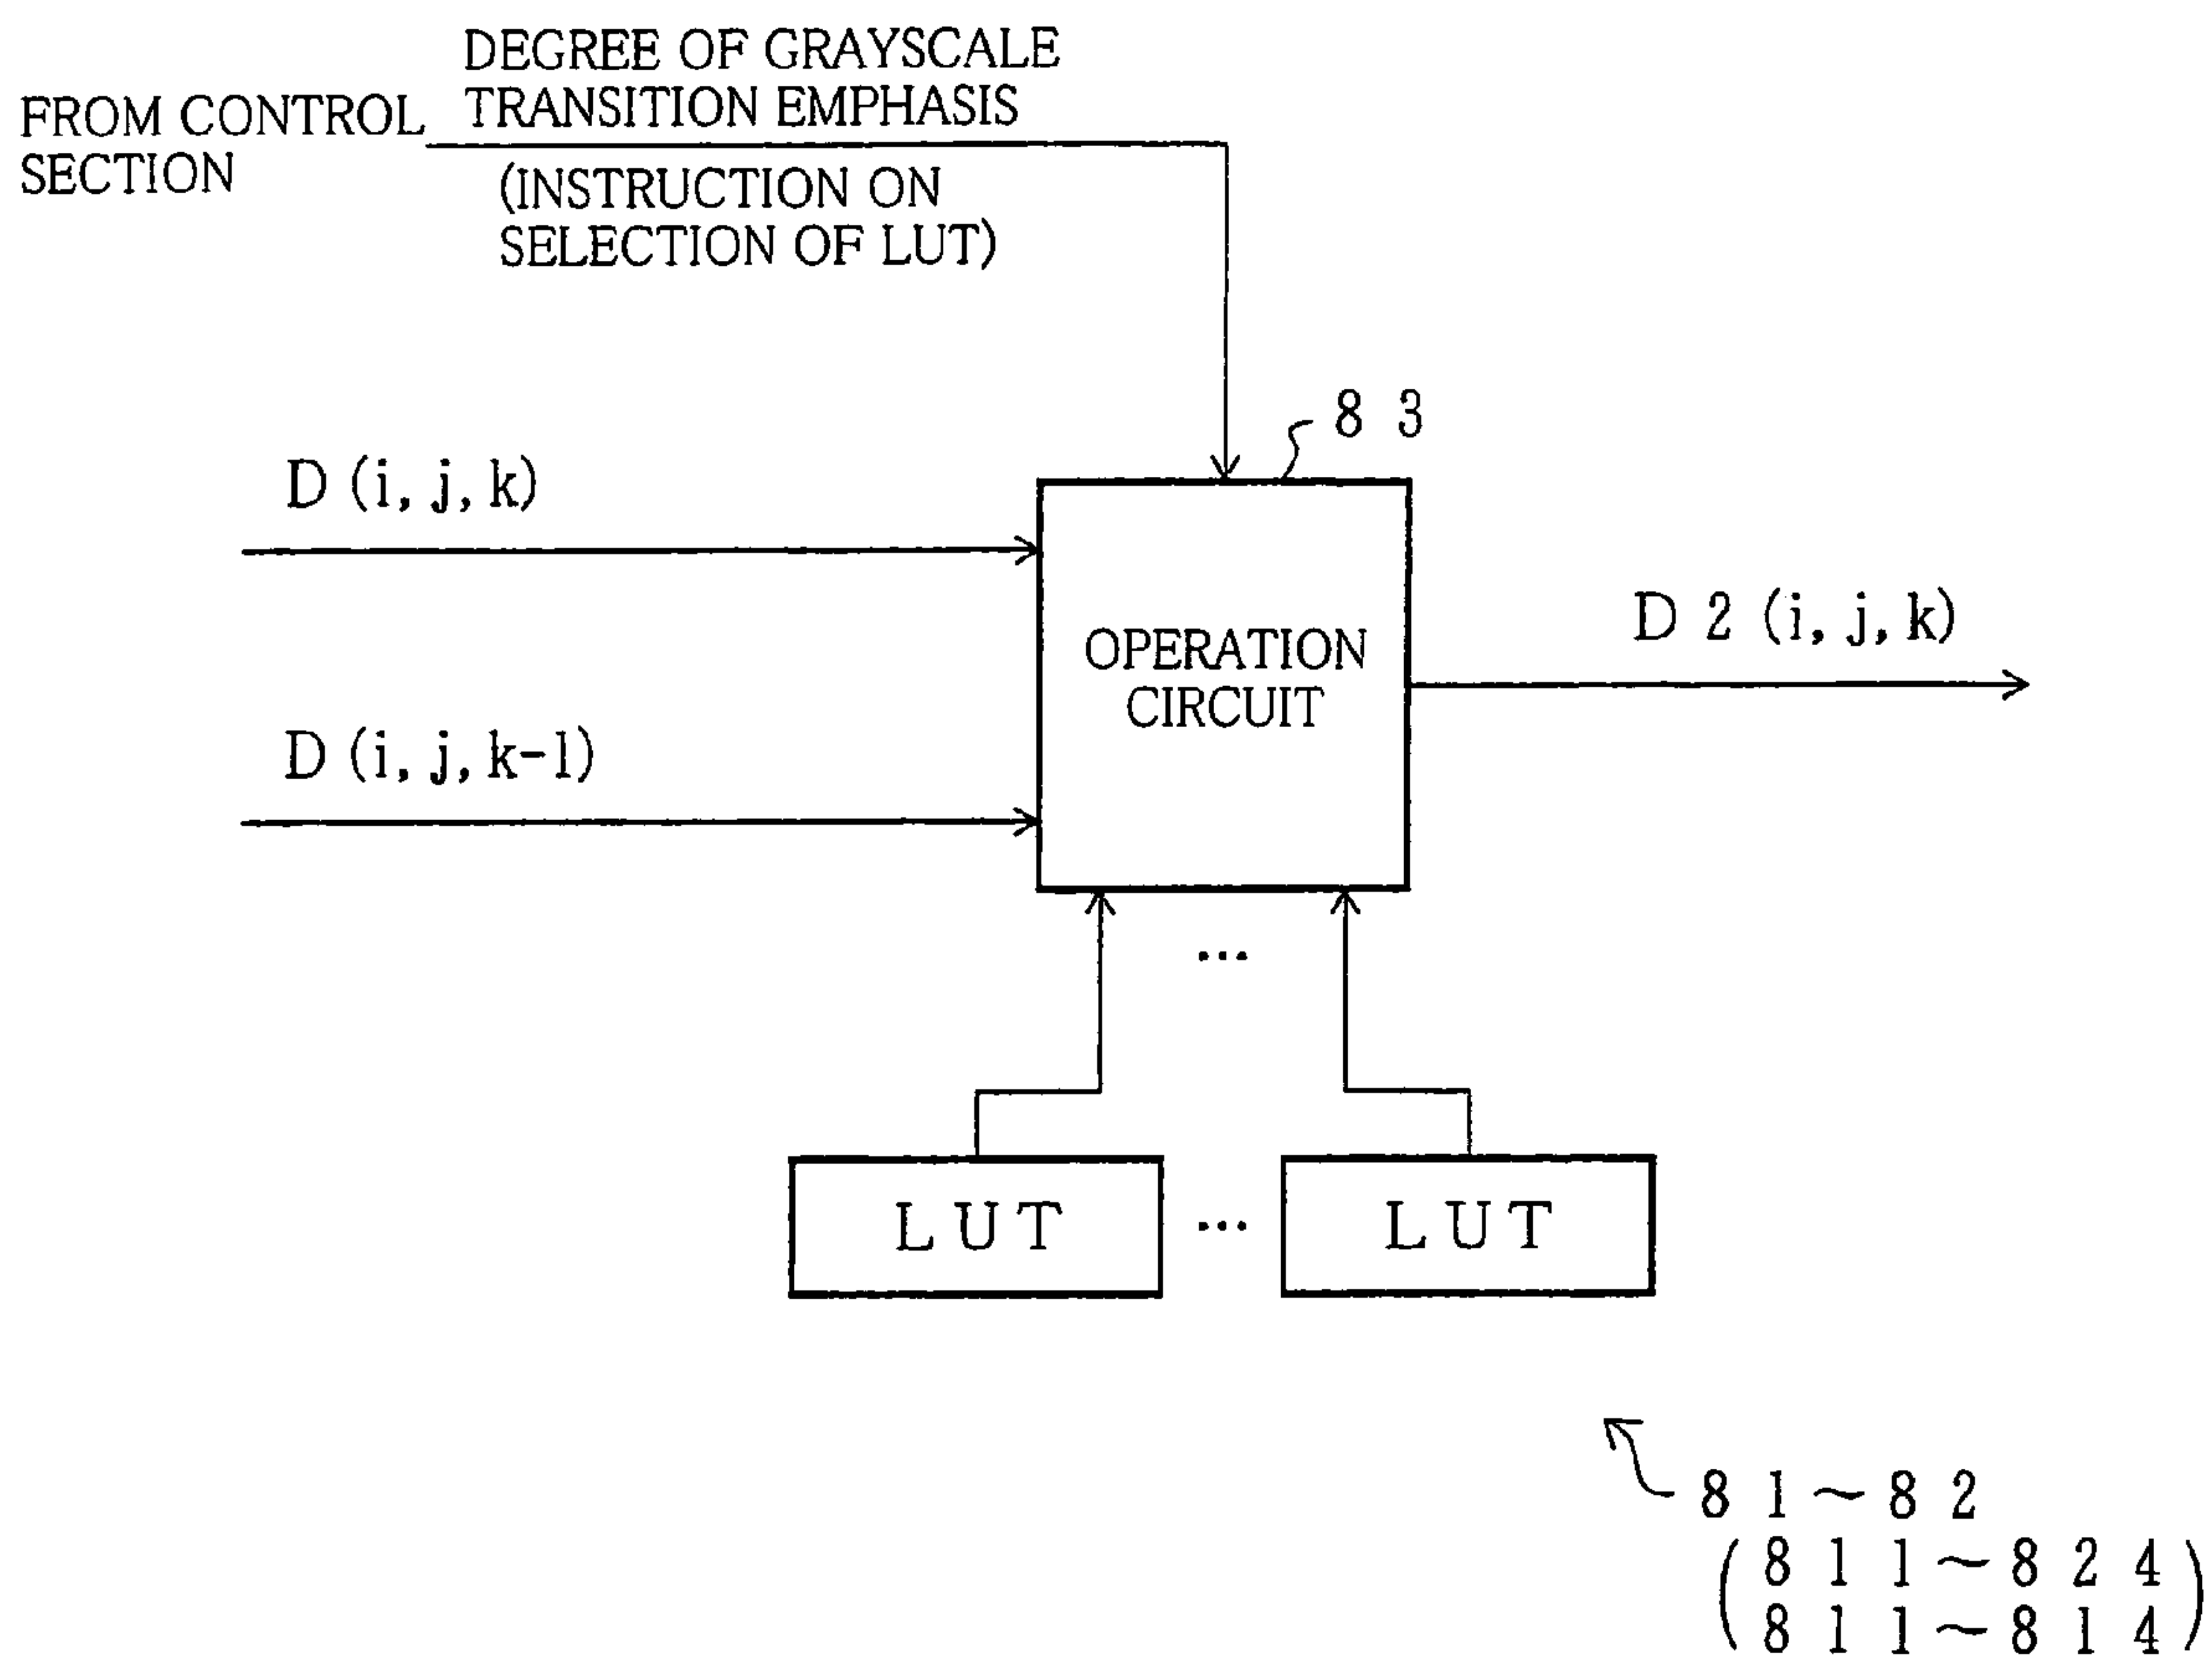 DEGREE OF GRAYSCALE
TRANSITION EMPHASIS
FROM CONTROL
SECTION
(INSTRUCTION ON
SELECTION OF LUT)
83
D (i, j, k)
D 2 (i, j, k)
OPERATION
CIRCUIT
D (i, j, k-1)
...
LUT ... LUT
81~82
(811~824
811~814)